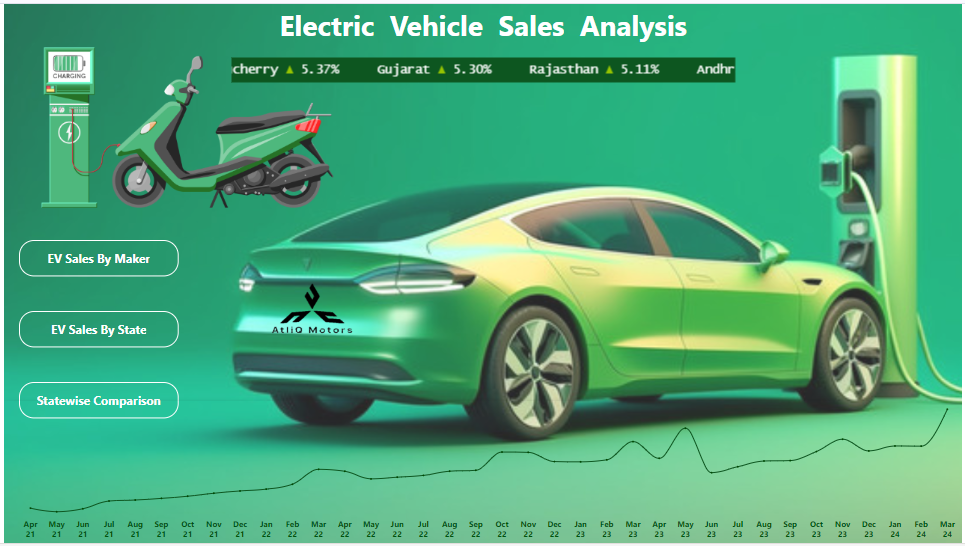 Electric Vehicle Sales Analysis
cherry ▲ 5.37% Gujarat ▲ 5.30% Rajasthan ▲ 5.11% Andhr
CHARGING
EV Sales By Maker
AtliQ Motors
EV Sales By State
Statewise Comparison
Apr 21 May 21 Jun 21 Jul 21 Aug 21 Sep 21 Oct 21 Nov 21 Dec 21 Jan 22 Feb 22 Mar 22 Apr 22 May 22 Jun 22 Jul 22 Aug 22 Sep 22 Oct 22 Nov 22 Dec 22 Jan 23 Feb 23 Mar 23 Apr 23 May 23 Jun 23 Jul 23 Aug 23 Sep 23 Oct 23 Nov 23 Dec 23 Jan 24 Feb 24 Mar 24